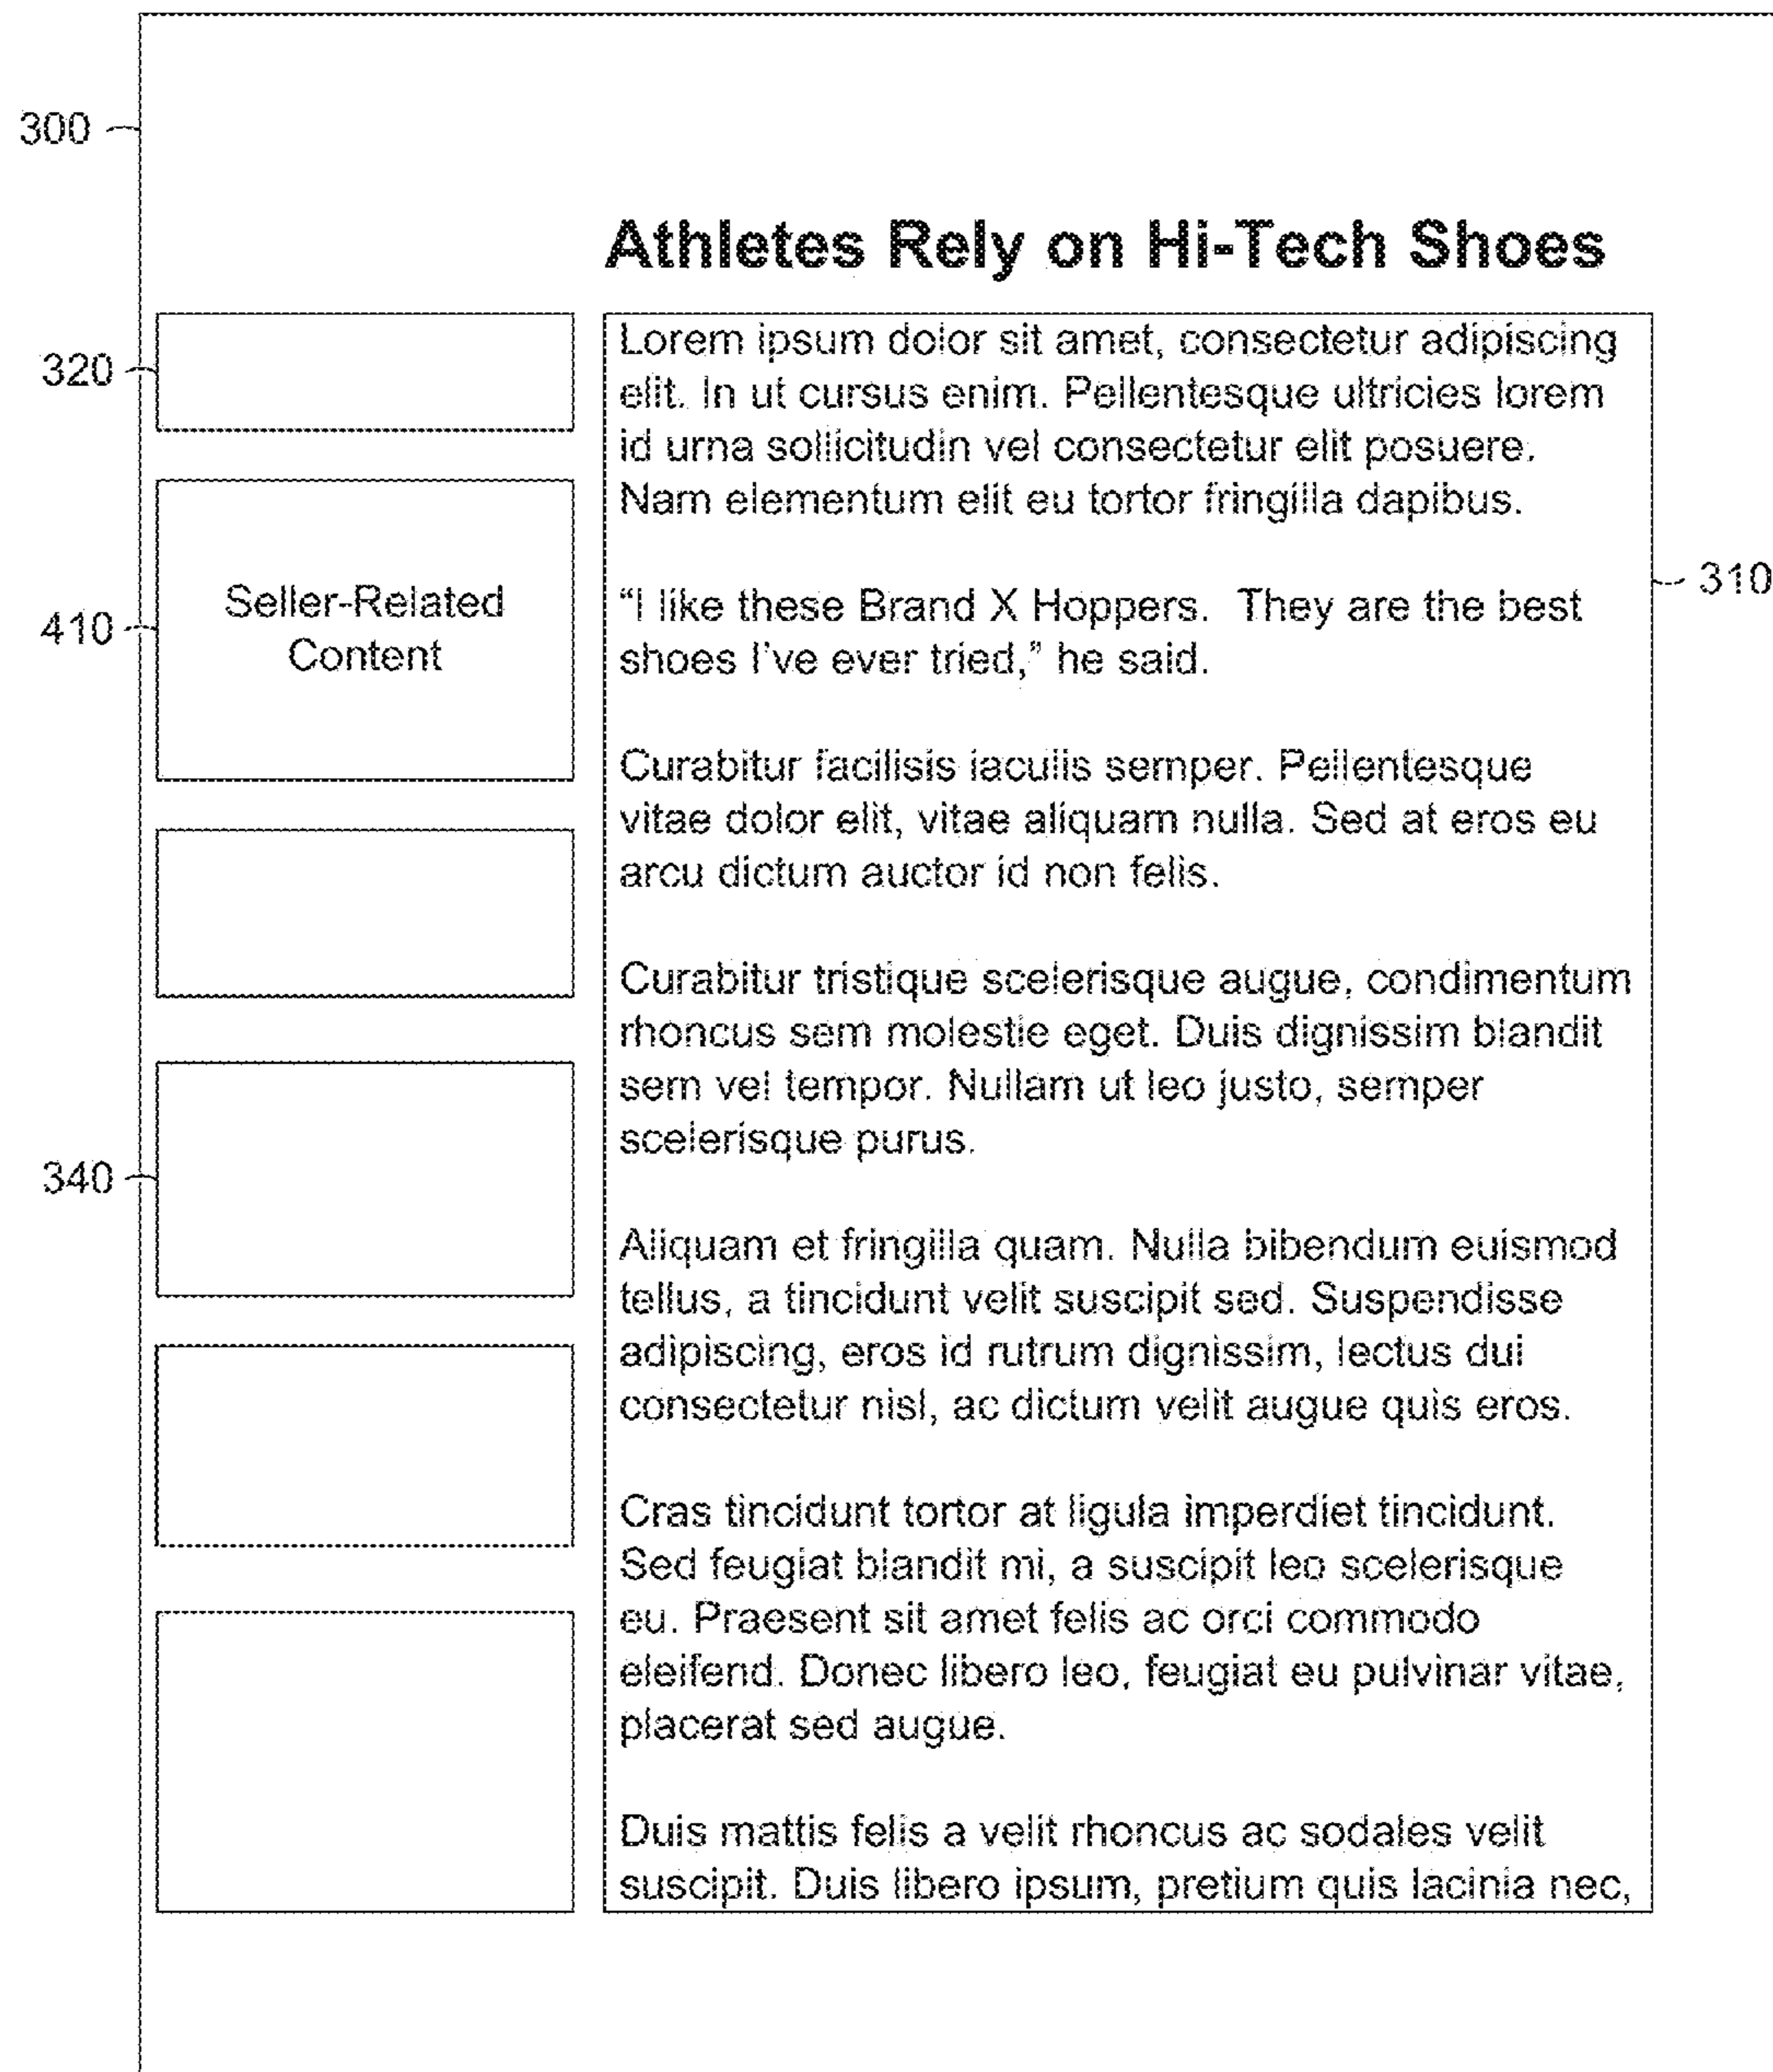 300
Athletes Rely on Hi-Tech Shoes
320
Lorem ipsum dolor sit amet, consectetur adipiscing
elit. In ut cursus enim. Pellentesque ultricies lorem
id urna sollicitudin vel consectetur elit posuere.
Nam elementum elit eu tortor fringilla dapibus.
410
Seller-Related
Content
310
“I like these Brand X Hoppers.  They are the best
shoes I’ve ever tried,” he said.
Curabitur facilisis iaculis semper. Pellentesque
vitae dolor elit, vitae aliquam nulla. Sed at eros eu
arcu dictum auctor id non felis.
Curabitur tristique scelerisque augue, condimentum
rhoncus sem molestie eget. Duis dignissim blandit
sem vel tempor. Nullam ut leo justo, semper
scelerisque purus.
340
Aliquam et fringilla quam. Nulla bibendum euismod
tellus, a tincidunt velit suscipit sed. Suspendisse
adipiscing, eros id rutrum dignissim, lectus dui
consectetur nisl, ac dictum velit augue quis eros.
Cras tincidunt tortor at ligula imperdiet tincidunt.
Sed feugiat blandit mi, a suscipit leo scelerisque
eu. Praesent sit amet felis ac orci commodo
eleifend. Donec libero leo, feugiat eu pulvinar vitae,
placerat sed augue.
Duis mattis felis a velit rhoncus ac sodales velit
suscipit. Duis libero ipsum, pretium quis lacinia nec,